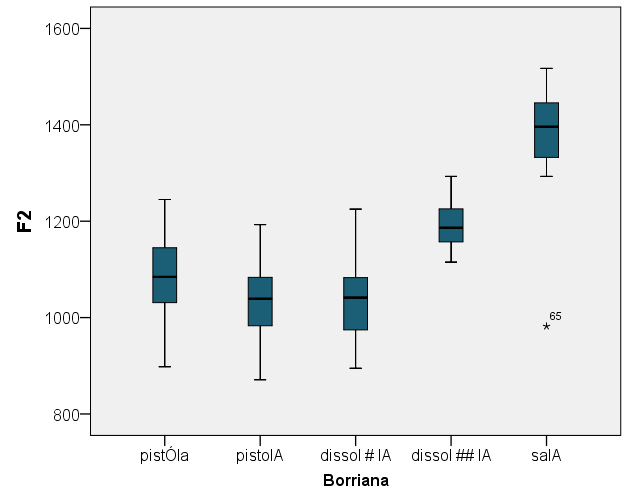 1600
1400
1200
1000
800
F2
65
*
pistÓla pistolA dissol # lA dissol ## lA salA
Borriana